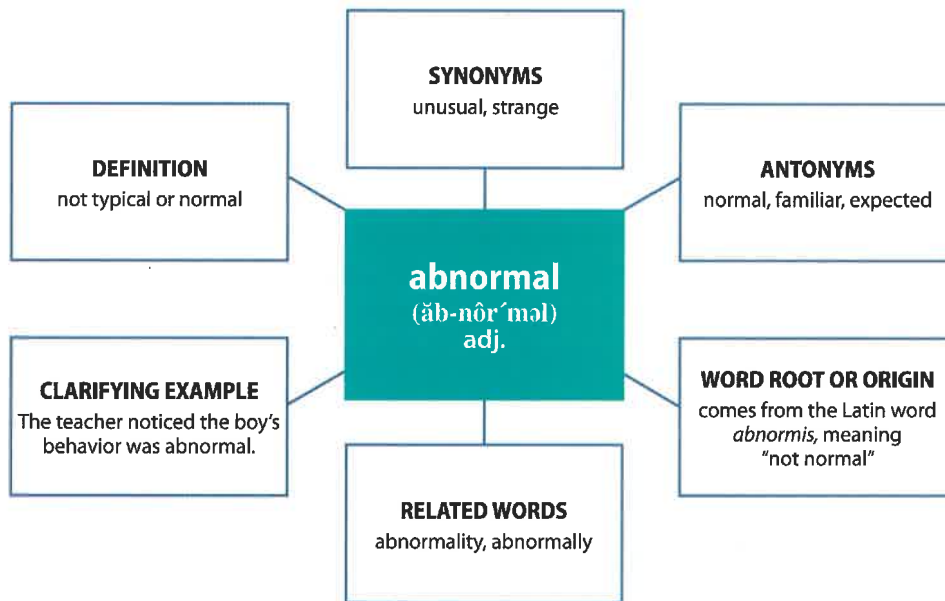 SYNONYMS
unusual, strange
DEFINITION
not typical or normal
ANTONYMS
normal, familiar, expected
abnormal
(ăb-nôr´məl)
adj.
CLARIFYING EXAMPLE
The teacher noticed the boy’s
behavior was abnormal.
WORD ROOT OR ORIGIN
comes from the Latin word
abnormis, meaning
“not normal”
RELATED WORDS
abnormality, abnormally